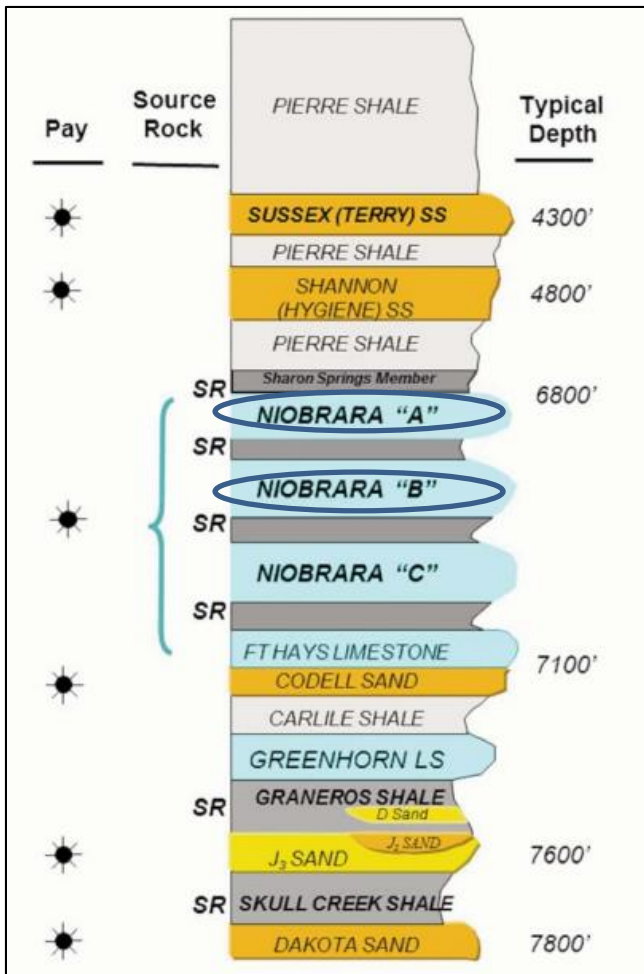 Pay
Source
Rock
Typical
Depth
PIERRE SHALE
SUSSEX (TERRY) SS
4300'
PIERRE SHALE
SHANNON
(HYGIENE) SS
4800'
PIERRE SHALE
Sharon Springs Member
SR
6800'
NIOBRARA "A"
SR
NIOBRARA "B"
SR
NIOBRARA "C"
SR
FT HAYS LIMESTONE
7100'
CODELL SAND
CARLILE SHALE
GREENHORN LS
GRANEROS SHALE
SR
D Sand
J2 SAND
J3 SAND
7600'
SR
SKULL CREEK SHALE
DAKOTA SAND
7800'